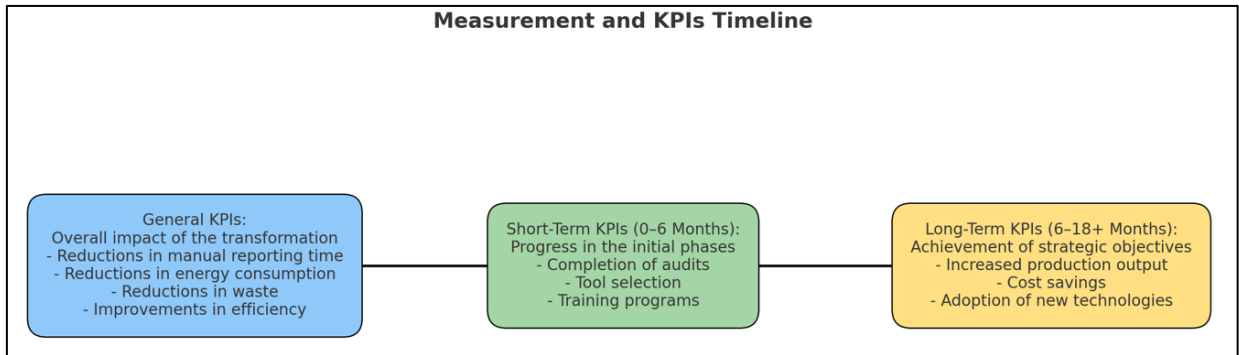 Measurement and KPIs Timeline
General KPIs:
Overall impact of the transformation
- Reductions in manual reporting time
- Reductions in energy consumption
- Reductions in waste
- Improvements in efficiency
Short-Term KPIs (0–6 Months):
Progress in the initial phases
- Completion of audits
- Tool selection
- Training programs
Long-Term KPIs (6–18+ Months):
Achievement of strategic objectives
- Increased production output
- Cost savings
- Adoption of new technologies